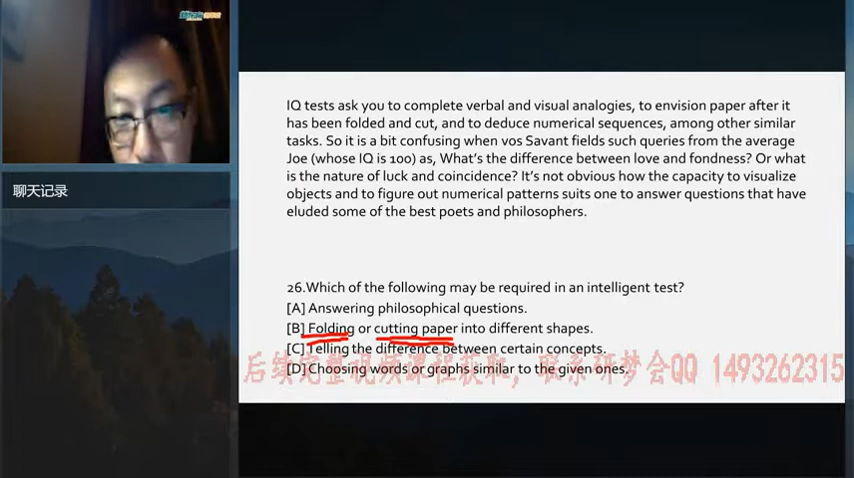 聊天记录
IQ tests ask you to complete verbal and visual analogies, to envision paper after it
has been folded and cut, and to deduce numerical sequences, among other similar
tasks. So it is a bit confusing when vos Savant fields such queries from the average
Joe (whose IQ is 100) as, What's the difference between love and fondness? Or what
is the nature of luck and coincidence? It's not obvious how the capacity to visualize
objects and to figure out numerical patterns suits one to answer questions that have
eluded some of the best poets and philosophers.
26.Which of the following may be required in an intelligent test?
[A] Answering philosophical questions.
[B] Folding or cutting paper into different shapes.
[C] Telling the difference between certain concepts.
[D] Choosing words or graphs similar to the given ones.
后续完整视频课程获取，联系研梦会QQ 1493262315